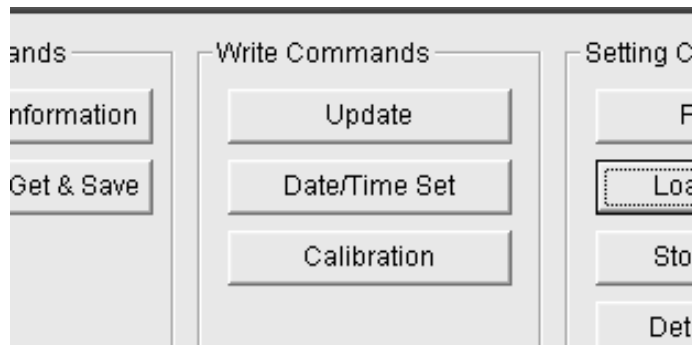 ands
Write Commands
Setting C
nformation
Update
F
Get & Save
Date/Time Set
Loa
Calibration
Sto
Det